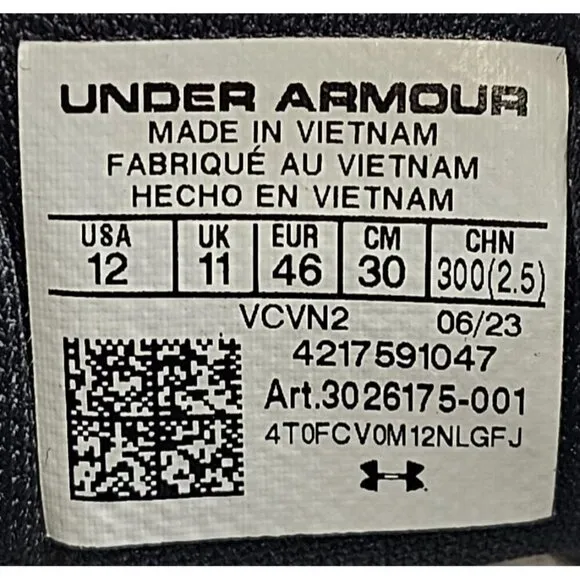 UNDER ARMOUR
MADE IN VIETNAM
FABRIQUÉ AU VIETNAM
HECHO EN VIETNAM
USA UK EUR CM CHN
12 11 46 30 300(2.5)
VCVN2 06/23
4217591047
Art.3026175-001
4T0FCV0M12NLGFJ